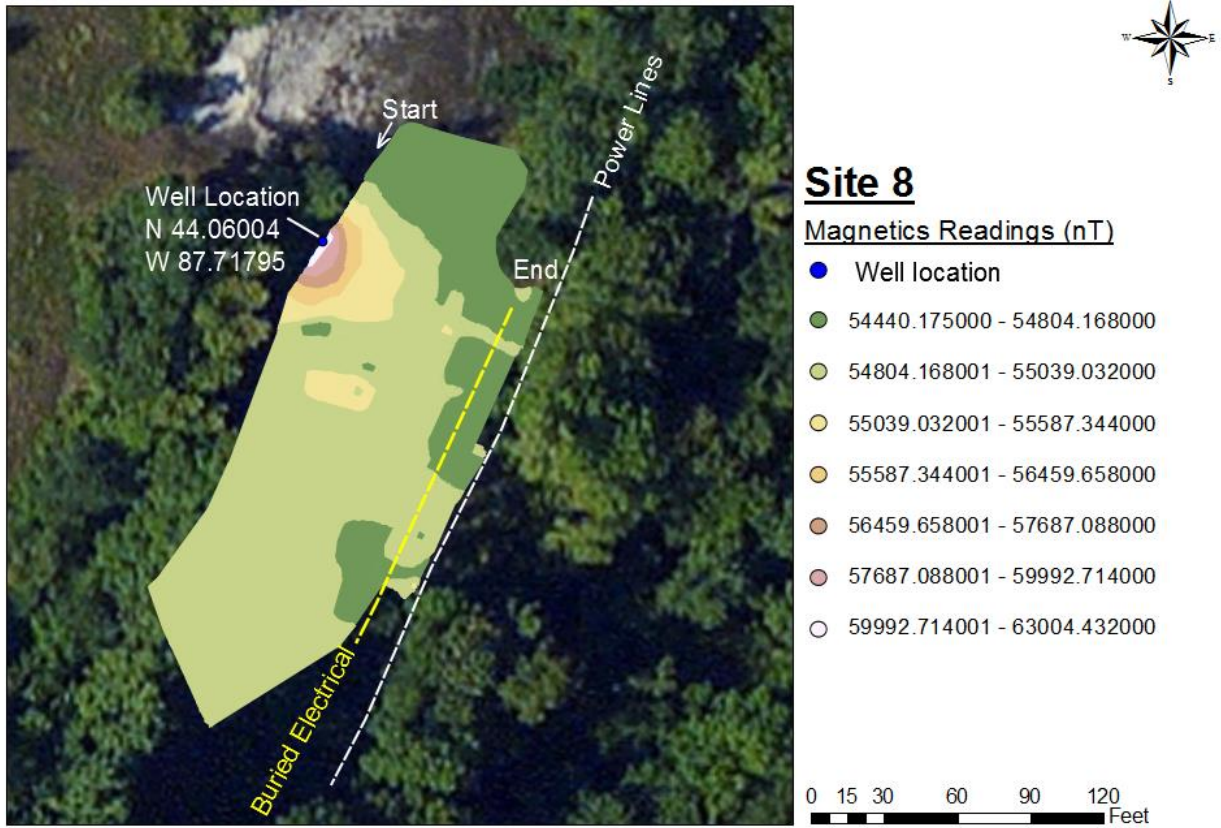 Start
Well Location
N 44.06004
W 87.71795
End
Power Lines
Buried Electrical
W
E
S
Site 8
Magnetics Readings (nT)
Well location
54440.175000 - 54804.168000
54804.168001 - 55039.032000
55039.032001 - 55587.344000
55587.344001 - 56459.658000
56459.658001 - 57687.088000
57687.088001 - 59992.714000
59992.714001 - 63004.432000
0 15 30 60 90 120
Feet